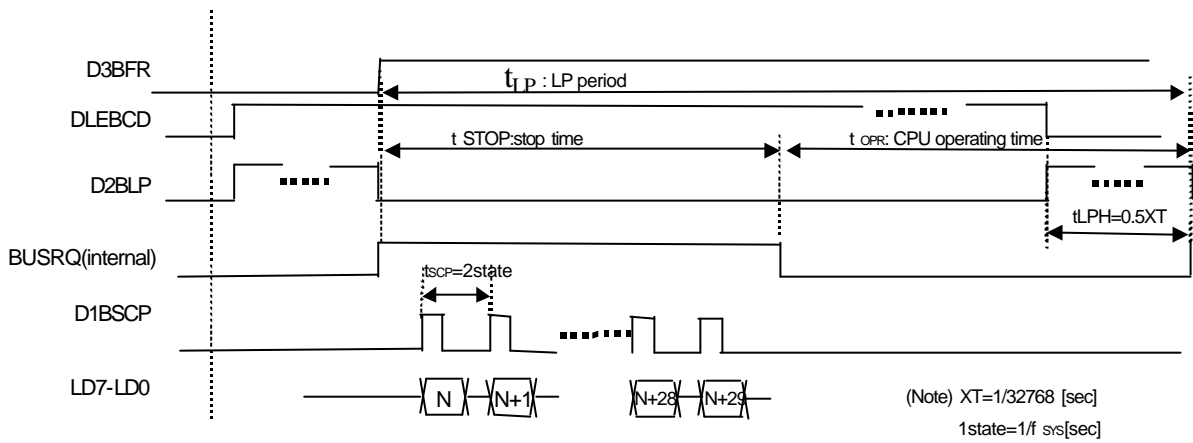 D3BFR
t LP : LP period
DLEBCD
t STOP:stop time
t OPR: CPU operating time
D2BLP
tLPH=0.5XT
BUSRQ(internal)
tSCP=2state
D1BSCP
LD7-LD0
N
N+1
N+28
N+29
(Note) XT=1/32768 [sec]
1state=1/f SYS[sec]